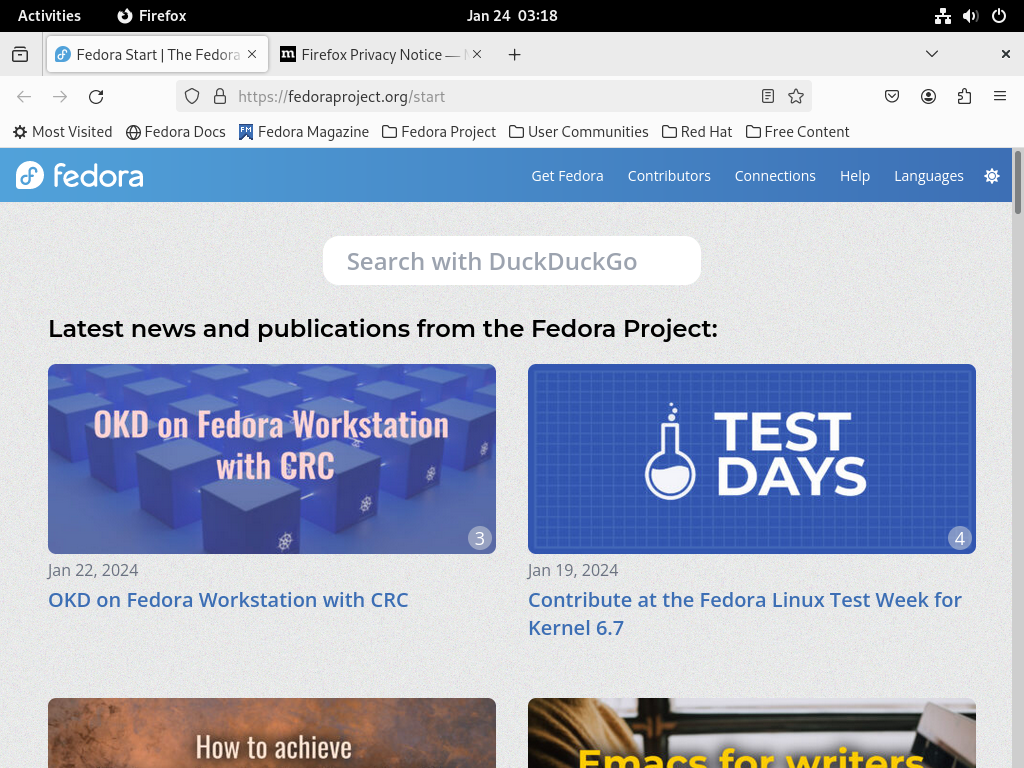 Activities Firefox Jan 24 03:18
Fedora Start | The Fedora Firefox Privacy Notice —
https://fedoraproject.org/start
Most Visited Fedora Docs Fedora Magazine Fedora Project User Communities Red Hat Free Content
fedora Get Fedora Contributors Connections Help Languages
Search with DuckDuckGo
Latest news and publications from the Fedora Project:
OKD on Fedora Workstation
with CRC
3
TEST
DAYS
4
Jan 22, 2024
OKD on Fedora Workstation with CRC
Jan 19, 2024
Contribute at the Fedora Linux Test Week for
Kernel 6.7
How to achieve
Emacs for writers